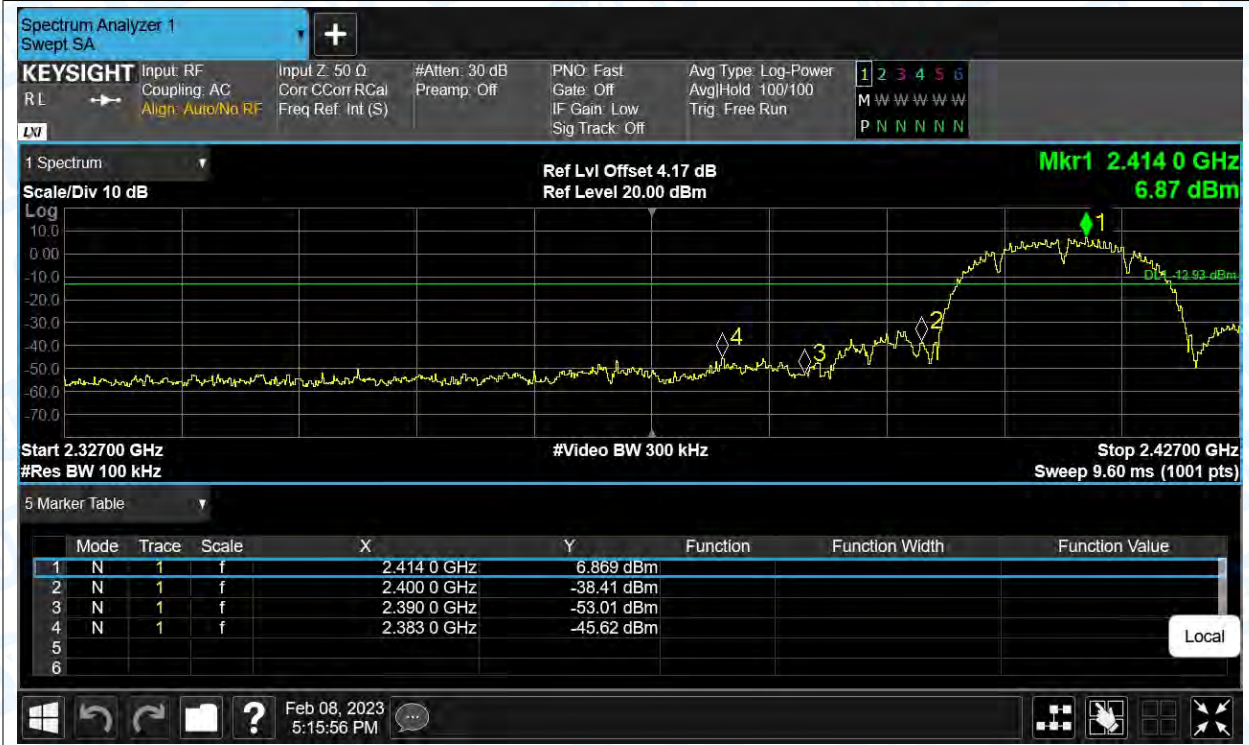 Spectrum Analyzer 1
Swept SA
+
KEYSIGHT Input: RF Input Z: 50 Ω #Atten: 30 dB PNO: Fast Avg Type: Log-Power 1 2 3 4 5 6
R L Coupling: AC Corr CCorr RCal Preamp: Off Gate: Off Avg|Hold: 100/100 M W W W W W
Align: Auto/No RF Freq Ref: Int (S) IF Gain: Low Trig: Free Run
LXI Sig Track: Off P N N N N N
1 Spectrum Ref Lvl Offset 4.17 dB Mkr1 2.414 0 GHz
Scale/Div 10 dB Ref Level 20.00 dBm 6.87 dBm
Log
10.0
0.00
-10.0
-20.0
-30.0
-40.0
-50.0
-60.0
-70.0
1
DL1 -12.93 dBm
2
4
3
Start 2.32700 GHz #Video BW 300 kHz Stop 2.42700 GHz
#Res BW 100 kHz Sweep 9.60 ms (1001 pts)
5 Marker Table
Mode Trace Scale X Y Function Function Width Function Value
1 N 1 f 2.414 0 GHz 6.869 dBm
2 N 1 f 2.400 0 GHz -38.41 dBm
3 N 1 f 2.390 0 GHz -53.01 dBm
4 N 1 f 2.383 0 GHz -45.62 dBm
5
6
Local
? Feb 08, 2023
5:15:56 PM